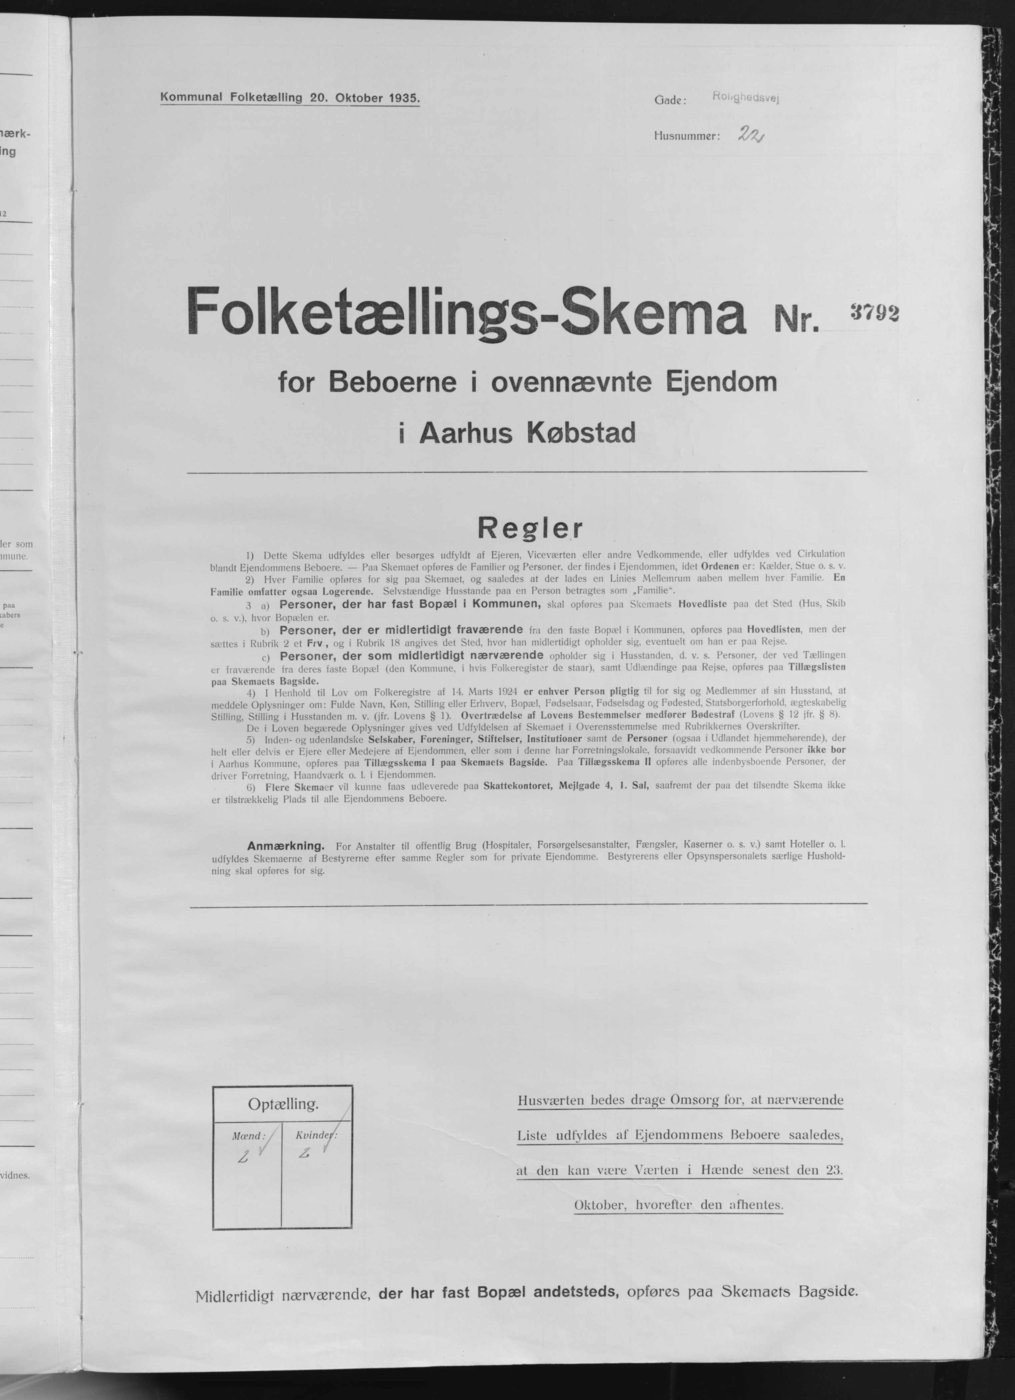 Kommunal Folketælling 20. Oktober 1935.
Gade: Rolighedsvej
Husnummer: 22
Folketællings-Skema Nr. 3792
for Beboerne i ovennævnte Ejendom
i Aarhus Købstad
Regler
1) Dette Skema udfyldes eller besørges udfyldt af Ejeren, Viceværten eller andre Vedkommende, eller udfyldes ved Cirkulation
blandt Ejendommens Beboere. — Paa Skemaet opføres de Familier og Personer, der findes i Ejendommen, idet Ordenen er: Kælder, Stue o. s. v.
2) Hver Familie opføres for sig paa Skemaet, og saaledes at der lades en Linies Mellemrum aaben mellem hver Familie. En
Familie omfatter ogsaa Logerende. Selvstændige Husstande paa en Person betragtes som „Familie“.
3 a) Personer, der har fast Bopæl i Kommunen, skal opføres paa Skemaets Hovedliste paa det Sted (Hus, Skib
o. s. v.), hvor Bopælen er.
b) Personer, der er midlertidigt fraværende fra den faste Bopæl i Kommunen, opføres paa Hovedlisten, men der
sættes i Rubrik 2 et Frv, og i Rubrik 18 angives det Sted, hvor han midlertidigt opholder sig, eventuelt om han er paa Rejse.
c) Personer, der som midlertidigt nærværende opholder sig i Husstanden, d. v. s. Personer, der ved Tællingen
er fraværende fra deres faste Bopæl (den Kommune, i hvis Folkeregister de staar), samt Udlændinge paa Rejse, opføres paa Tillægslisten
paa Skemaets Bagside.
4) I Henhold til Lov om Folkeregistre af 14. Marts 1924 er enhver Person pligtig til for sig og Medlemmer af sin Husstand, at
meddele Oplysninger om: Fulde Navn, Køn, Stilling eller Erhverv, Bopæl, Fødselsaar, Fødselsdag og Fødested, Statsborgerforhold, ægteskabelig
Stilling, Stilling i Husstanden m. v. (jfr. Lovens § 1). Overtrædelse af Lovens Bestemmelser medfører Bødestraf (Lovens § 12 jfr. § 8).
De i Loven begærede Oplysninger gives ved Udfyldelsen af Skemaet i Overensstemmelse med Rubrikkernes Overskrifter.
5) Inden- og udenlandske Selskaber, Foreninger, Stiftelser, Institutioner samt de Personer (ogsaa i Udlandet hjemmehørende), der
helt eller delvis er Ejere eller Medejere af Ejendommen, eller som i denne har Forretningslokale, forsaavidt vedkommende Personer ikke bor
i Aarhus Kommune, opføres paa Tillægsskema I paa Skemaets Bagside. Paa Tillægsskema II opføres alle indenbysboende Personer, der
driver Forretning, Haandværk o. l. i Ejendommen.
6) Flere Skemaer vil kunne faas udleverede paa Skattekontoret, Mejlgade 4, 1. Sal, saafremt der paa det tilsendte Skema ikke
er tilstrækkelig Plads til alle Ejendommens Beboere.
Anmærkning. For Anstalter til offentlig Brug (Hospitaler, Forsørgelsesanstalter, Fængsler, Kaserner o. s. v.) samt Hoteller o. l.
udfyldes Skemaerne af Bestyrerne efter samme Regler som for private Ejendomme. Bestyrerens eller Opsynspersonalets særlige Hushold-
ning skal opføres for sig.
Optælling.
Mænd: Kvinder:
2 2
Husværten bedes drage Omsorg for, at nærværende
Liste udfyldes af Ejendommens Beboere saaledes,
at den kan være Værten i Hænde senest den 23.
Oktober, hvorefter den afhentes.
Midlertidigt nærværende, der har fast Bopæl andetsteds, opføres paa Skemaets Bagside.